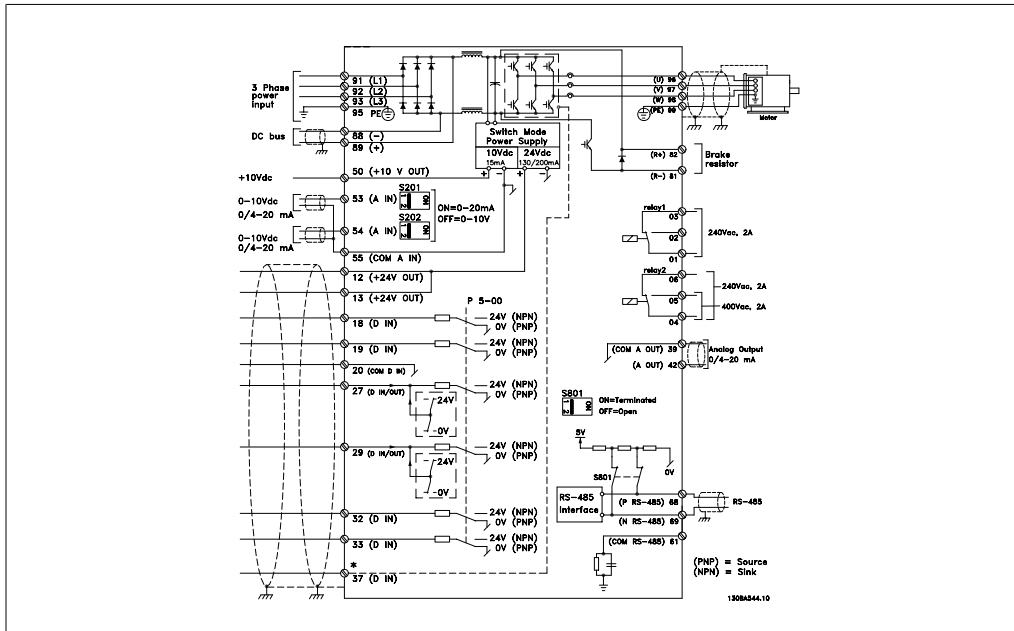 3 Phase
power
input
91 (L1)
92 (L2)
93 (L3)
95 PE
DC bus
88 (-)
89 (+)
+10Vdc
50 (+10 V OUT)
0-10Vdc
0/4-20 mA
53 (A IN)
S201
ON
1 2
ON=0-20mA
OFF=0-10V
S202
ON
1 2
0-10Vdc
0/4-20 mA
54 (A IN)
55 (COM A IN)
12 (+24V OUT)
13 (+24V OUT)
P 5-00
18 (D IN)
24V (NPN)
0V (PNP)
19 (D IN)
24V (NPN)
0V (PNP)
20 (COM D IN)
27 (D IN/OUT)
24V (NPN)
0V (PNP)
24V
0V
29 (D IN/OUT)
24V (NPN)
0V (PNP)
24V
0V
32 (D IN)
24V (NPN)
0V (PNP)
33 (D IN)
24V (NPN)
0V (PNP)
*
37 (D IN)
Switch Mode
Power Supply
10Vdc
15mA
24Vdc
130/200mA
+ - + -
(U) 96
(V) 97
(W) 98
(PE) 99
Motor
(R+) 82
(R-) 81
Brake
resistor
relay1
03
02
01
240Vac, 2A
relay2
06
05
04
240Vac, 2A
400Vac, 2A
(COM A OUT) 39
(A OUT) 42
Analog Output
0/4-20 mA
S801
ON
1 2
ON=Terminated
OFF=Open
5V
S801
0V
RS-485
Interface
(P RS-485) 68
(N RS-485) 69
RS-485
(COM RS-485) 61
(PNP) = Source
(NPN) = Sink
130BA544.10